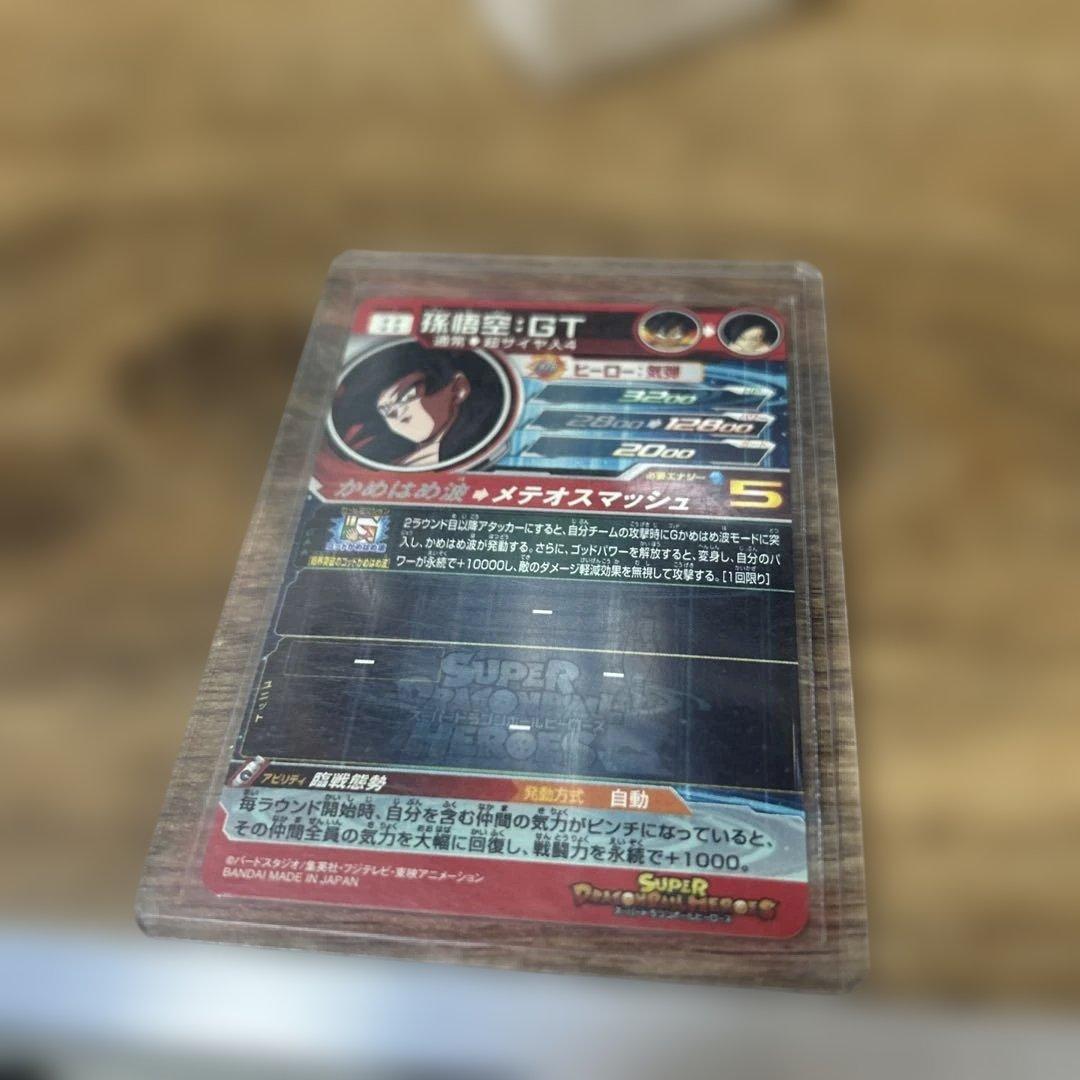 孫悟空:GT
通常➡超サイヤ人4
ヒーロー:気弾
3200
2800➡12800
2000
必要エナジー 5
かめはめ波➡メテオスマッシュ
ゴッドかめはめ波
2ラウンド目以降アタッカーにすると、自分チームの攻撃時にGかめはめ波モードに突
入し、かめはめ波が発動する。さらに、ゴッドパワーを解放すると、変身し、自分のパ
ワーが永続で+10000し、敵のダメージ軽減効果を無視して攻撃する。[1回限り]
ー
ー ー
ユニット
ー
SUPER
DRAGONBALL
スーパードラゴンボールヒーローズ
HEROES
アビリティ 臨戦態勢 発動方式 自動
毎ラウンド開始時、自分を含む仲間の気力がピンチになっていると、
その仲間全員の気力を大幅に回復し、戦闘力を永続で+1000。
©バードスタジオ/集英社・フジテレビ・東映アニメーション
BANDAI MADE IN JAPAN
SUPER
DRAGONBALL HEROES
スーパードラゴンボールヒーローズ